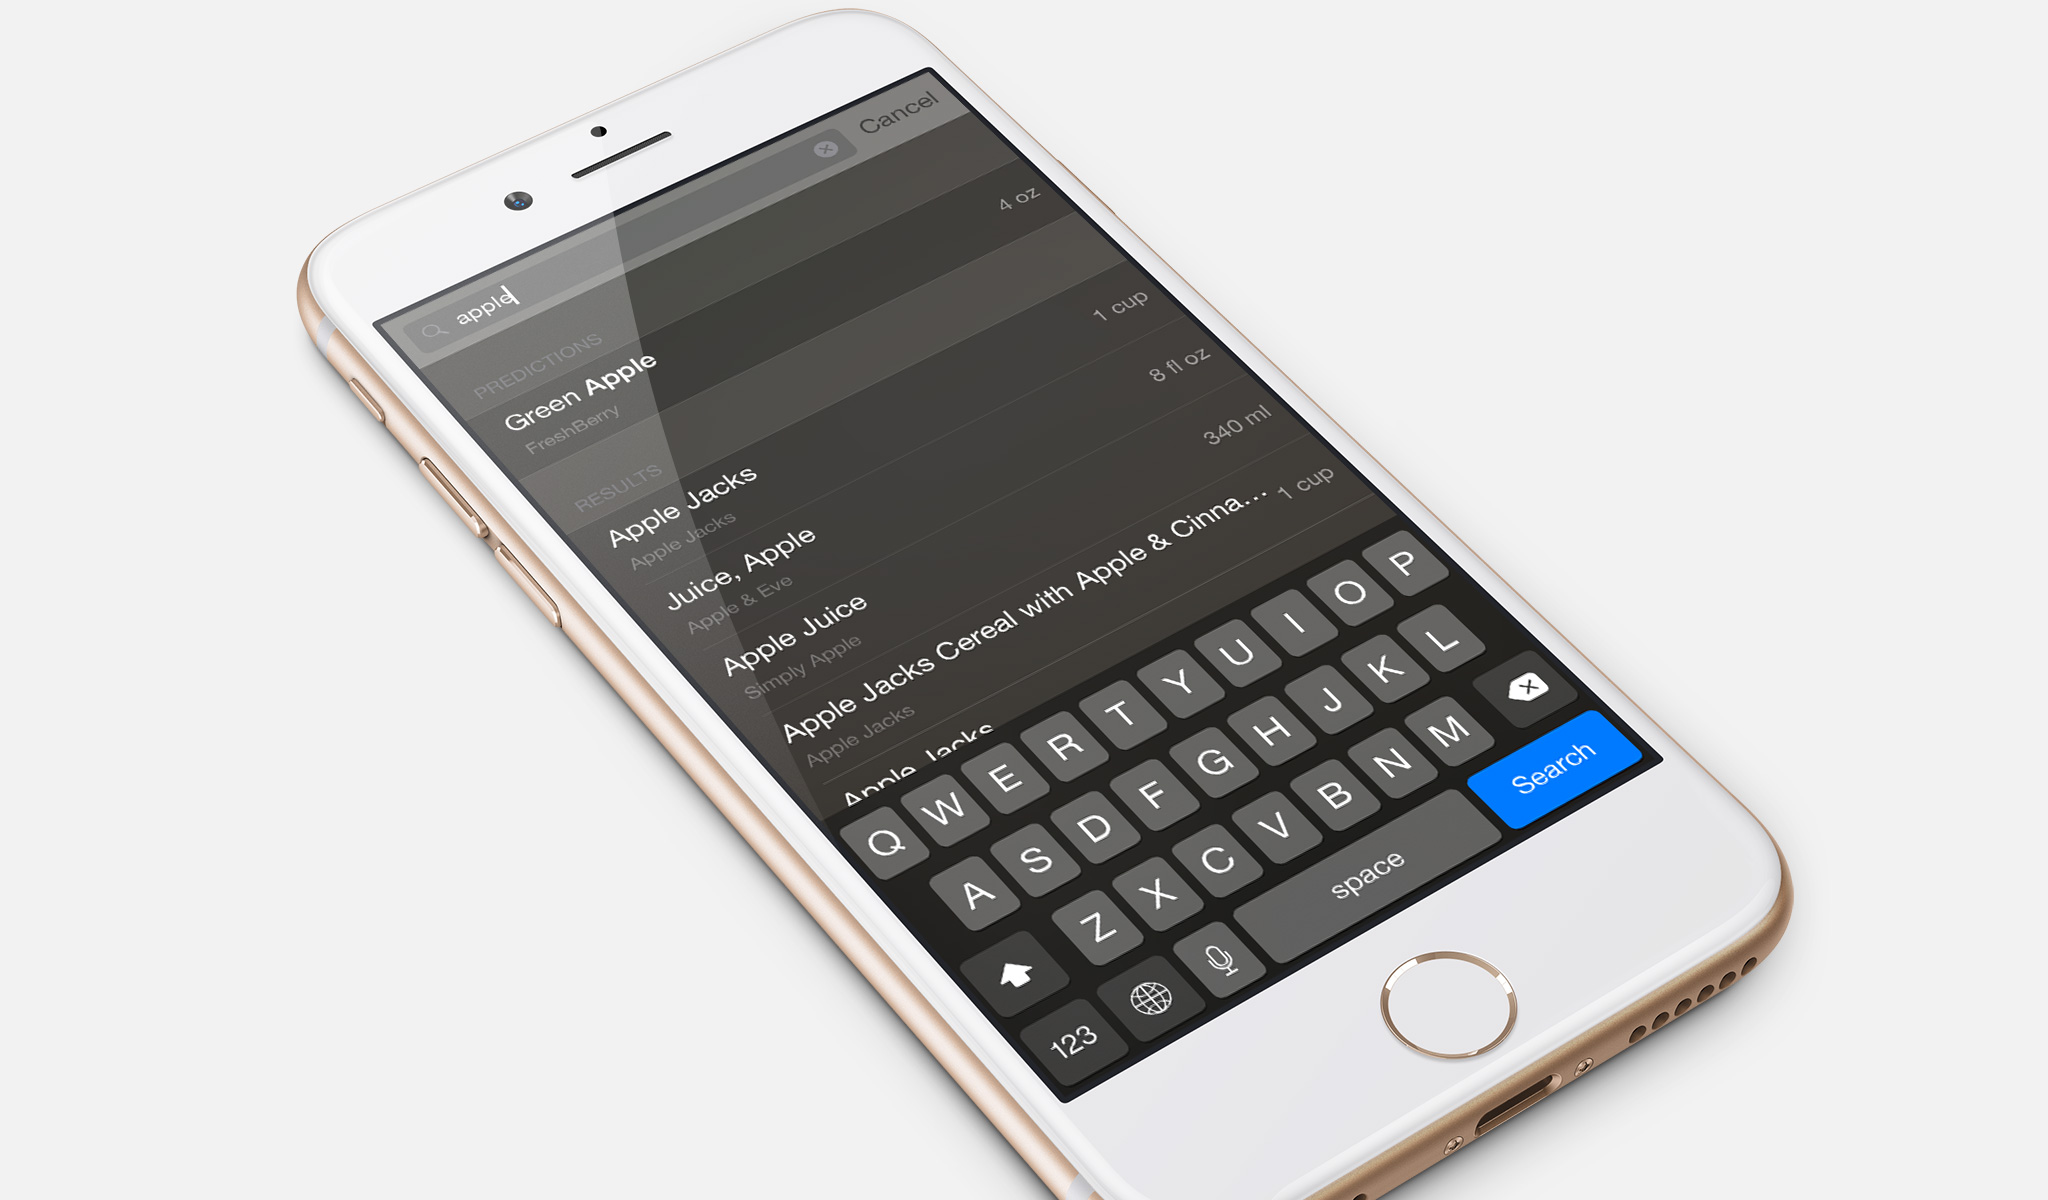 apple
Cancel
PREDICTIONS
Green Apple
4 oz
FreshBerry
RESULTS
Apple Jacks
1 cup
Apple Jacks
Juice, Apple
8 fl oz
Apple & Eve
Apple Juice
340 ml
Simply Apple
Apple Jacks Cereal with Apple & Cinna...
1 cup
Apple Jacks
Apple Jacks
Q W E R T Y U I O P
A S D F G H J K L
Z X C V B N M
123
space
Search